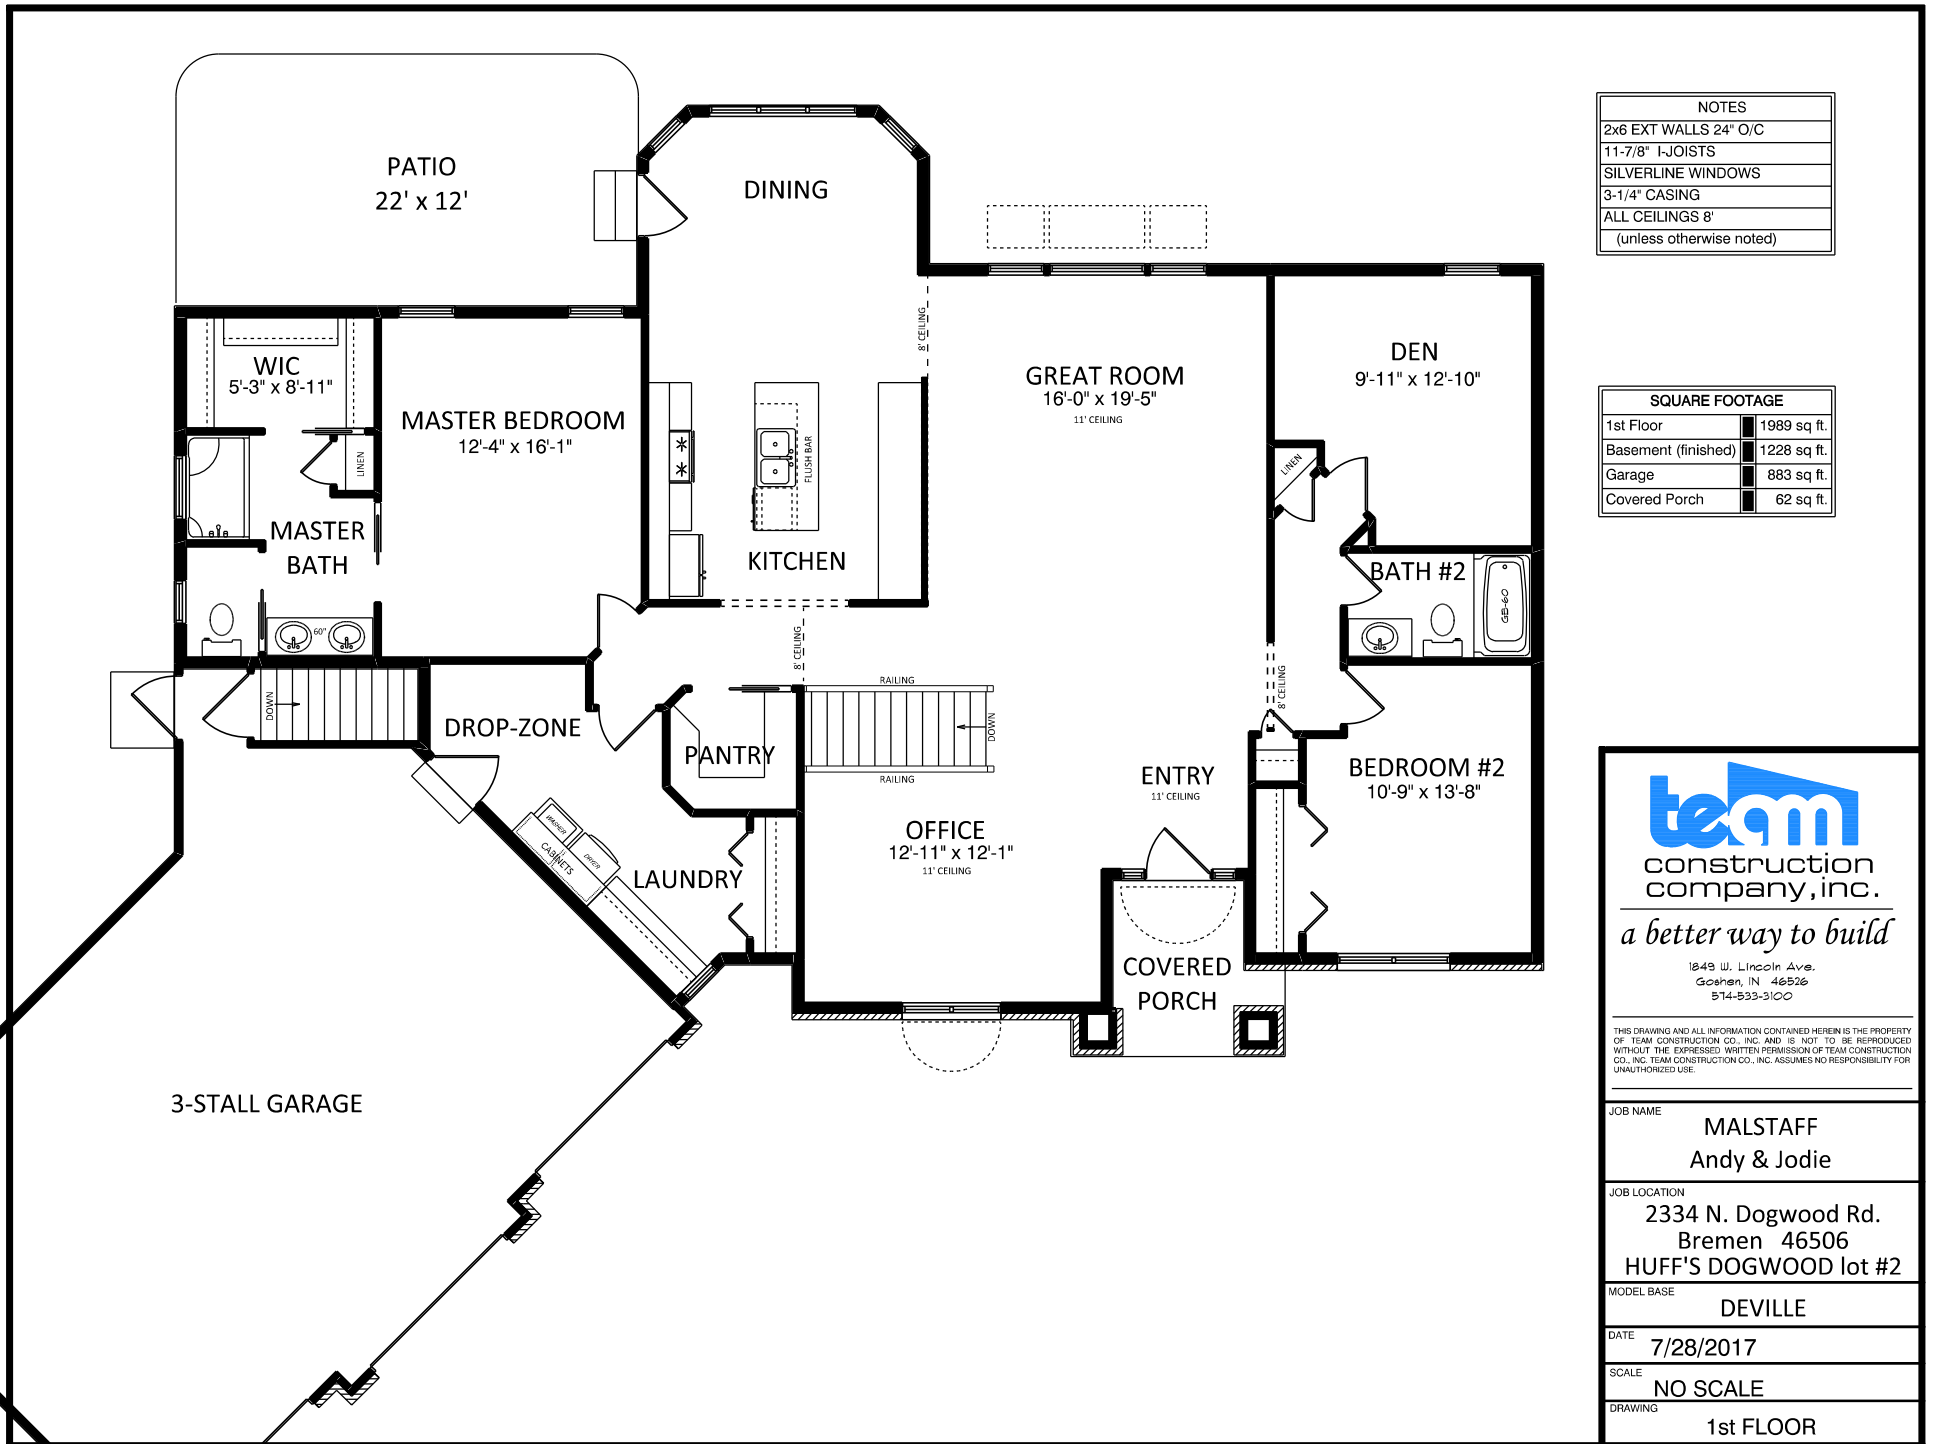 PATIO
22' x 12'
DINING
8' CEILING
WIC
5'-3" x 8'-11"
MASTER BEDROOM
12'-4" x 16'-1"
LINEN
MASTER
BATH
60"
FLUSH BAR
KITCHEN
GREAT ROOM
16'-0" x 19'-5"
11' CEILING
DEN
9'-11" x 12'-10"
LINEN
BATH #2
GB-60
8' CEILING
8' CEILING
DOWN
DROP-ZONE
PANTRY
RAILING
DOWN
RAILING
ENTRY
11' CEILING
BEDROOM #2
10'-9" x 13'-8"
WASHER
DRYER
CABINETS
LAUNDRY
OFFICE
12'-11" x 12'-1"
11' CEILING
COVERED
PORCH
3-STALL GARAGE
NOTES
2x6 EXT WALLS 24" O/C
11-7/8" I-JOISTS
SILVERLINE WINDOWS
3-1/4" CASING
ALL CEILINGS 8'
(unless otherwise noted)
SQUARE FOOTAGE
1st Floor 1989 sq ft.
Basement (finished) 1228 sq ft.
Garage 883 sq ft.
Covered Porch 62 sq ft.
team
construction
company,inc.
a better way to build
1849 W. Lincoln Ave.
Goshen, IN 46526
574-533-3100
THIS DRAWING AND ALL INFORMATION CONTAINED HEREIN IS THE PROPERTY
OF TEAM CONSTRUCTION CO., INC. AND IS NOT TO BE REPRODUCED
WITHOUT THE EXPRESSED WRITTEN PERMISSION OF TEAM CONSTRUCTION
CO., INC. TEAM CONSTRUCTION CO., INC. ASSUMES NO RESPONSIBILITY FOR
UNAUTHORIZED USE.
JOB NAME
MALSTAFF
Andy & Jodie
JOB LOCATION
2334 N. Dogwood Rd.
Bremen 46506
HUFF'S DOGWOOD lot #2
MODEL BASE
DEVILLE
DATE
7/28/2017
SCALE
NO SCALE
DRAWING
1st FLOOR